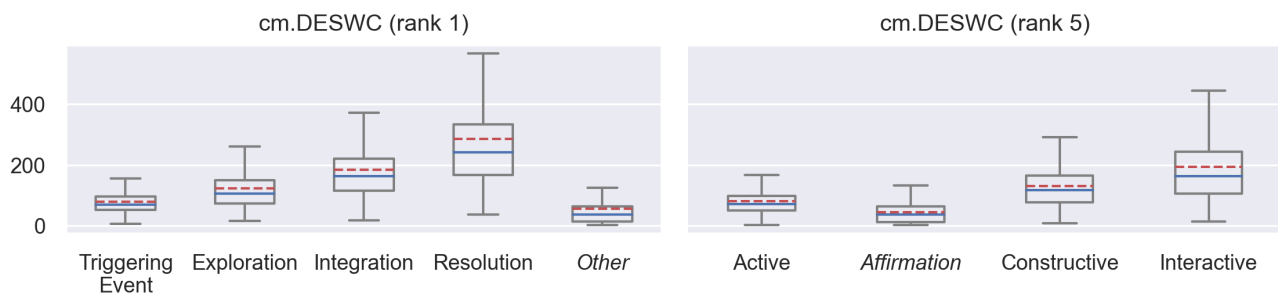 cm.DESWC (rank 1)
cm.DESWC (rank 5)
400
200
0
Triggering Event
Exploration
Integration
Resolution
Other
Active
Affirmation
Constructive
Interactive